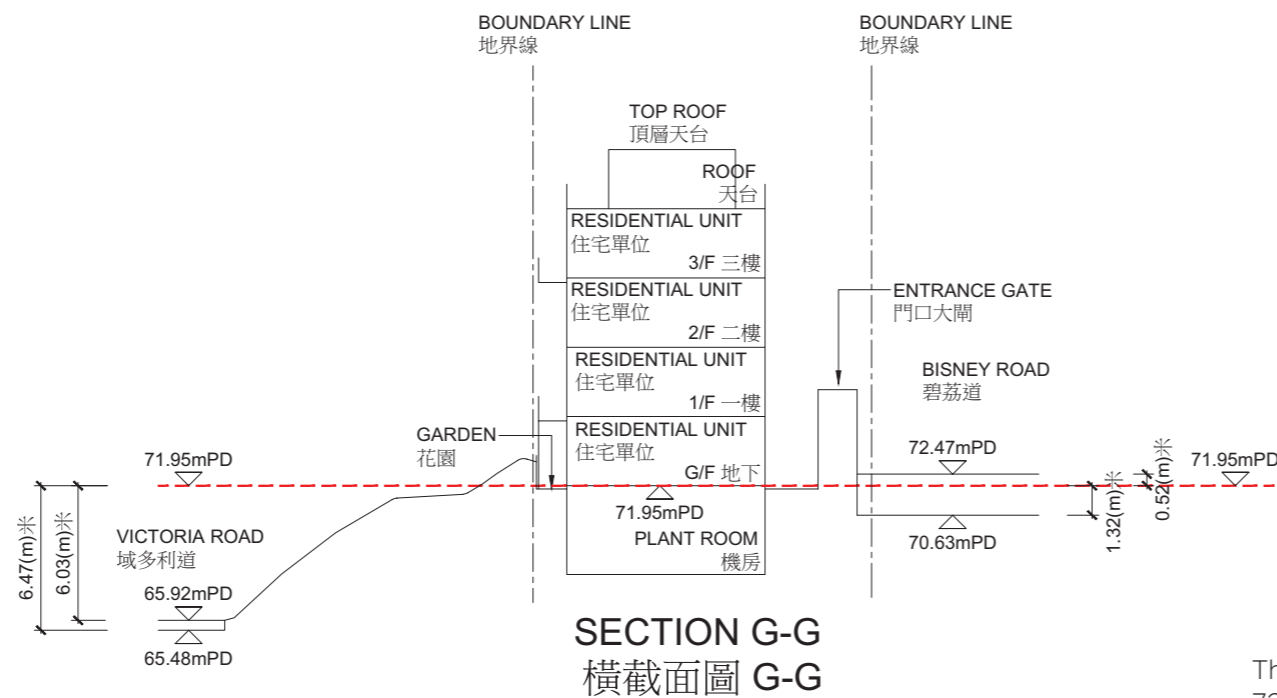 BOUNDARY LINE
地界線
BOUNDARY LINE
地界線
TOP ROOF
頂層天台
ROOF
天台
RESIDENTIAL UNIT
住宅單位
3/F 三樓
RESIDENTIAL UNIT
住宅單位
2/F 二樓
ENTRANCE GATE
門口大閘
RESIDENTIAL UNIT
住宅單位
1/F 一樓
BISNEY ROAD
碧荔道
GARDEN
花園
RESIDENTIAL UNIT
住宅單位
G/F 地下
71.95mPD
72.47mPD
71.95mPD
0.52(m)米
1.32(m)米
71.95mPD
70.63mPD
PLANT ROOM
機房
6.47(m)米
6.03(m)米
VICTORIA ROAD
域多利道
65.92mPD
65.48mPD
SECTION G-G
橫截面圖 G-G
Th